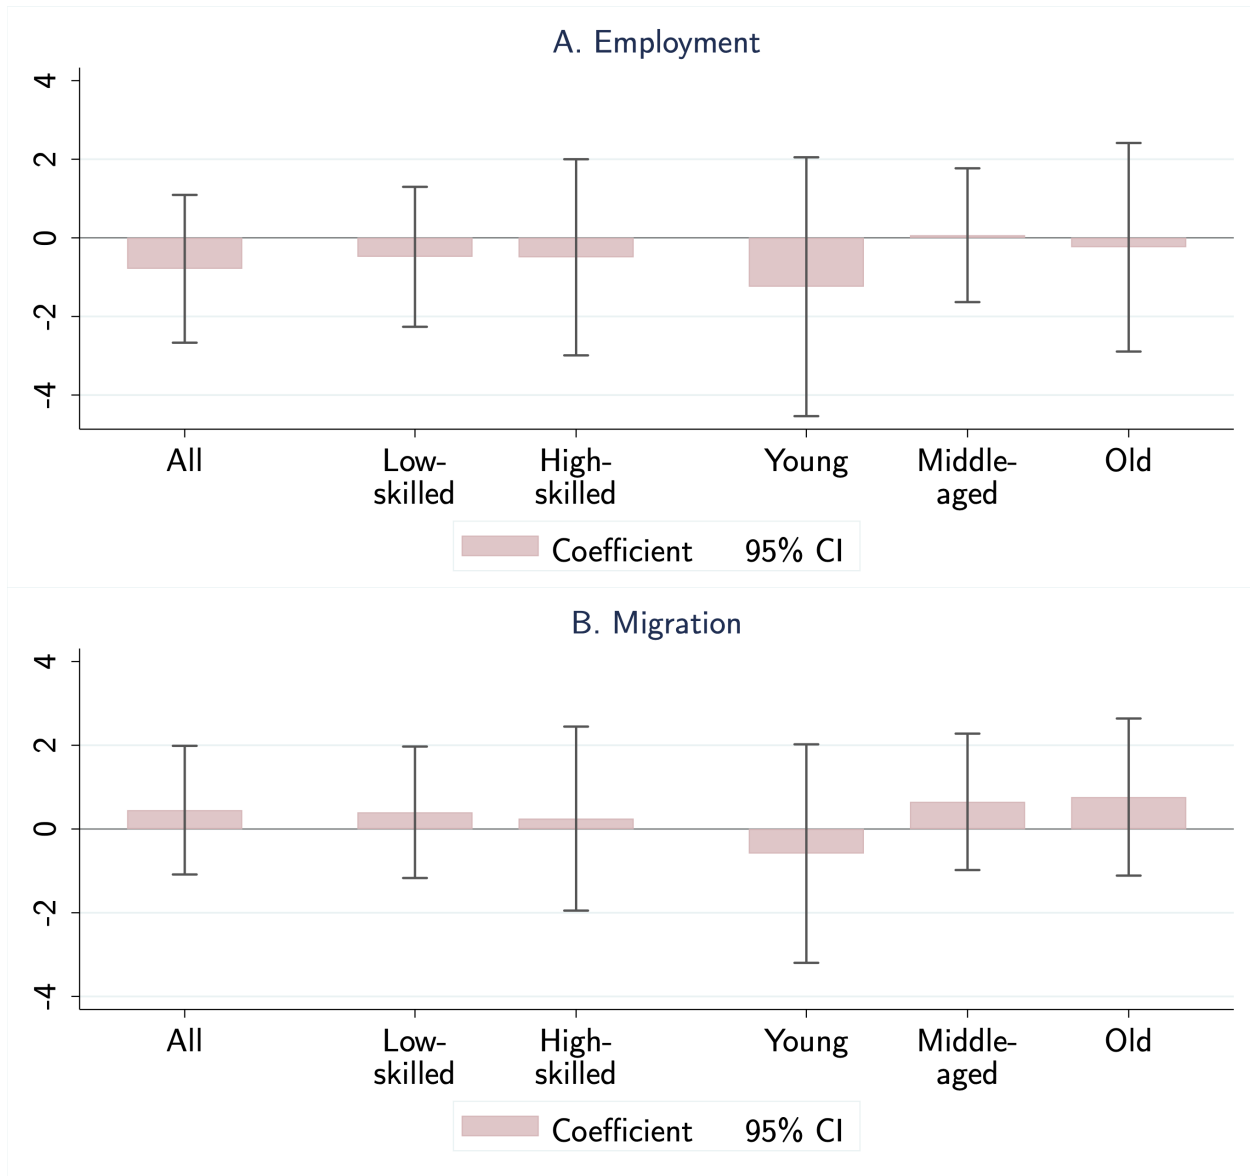 A. Employment
4
2
0
-2
-4
All
Low-
skilled
High-
skilled
Young
Middle-
aged
Old
Coefficient 95% CI
B. Migration
4
2
0
-2
-4
All
Low-
skilled
High-
skilled
Young
Middle-
aged
Old
Coefficient 95% CI